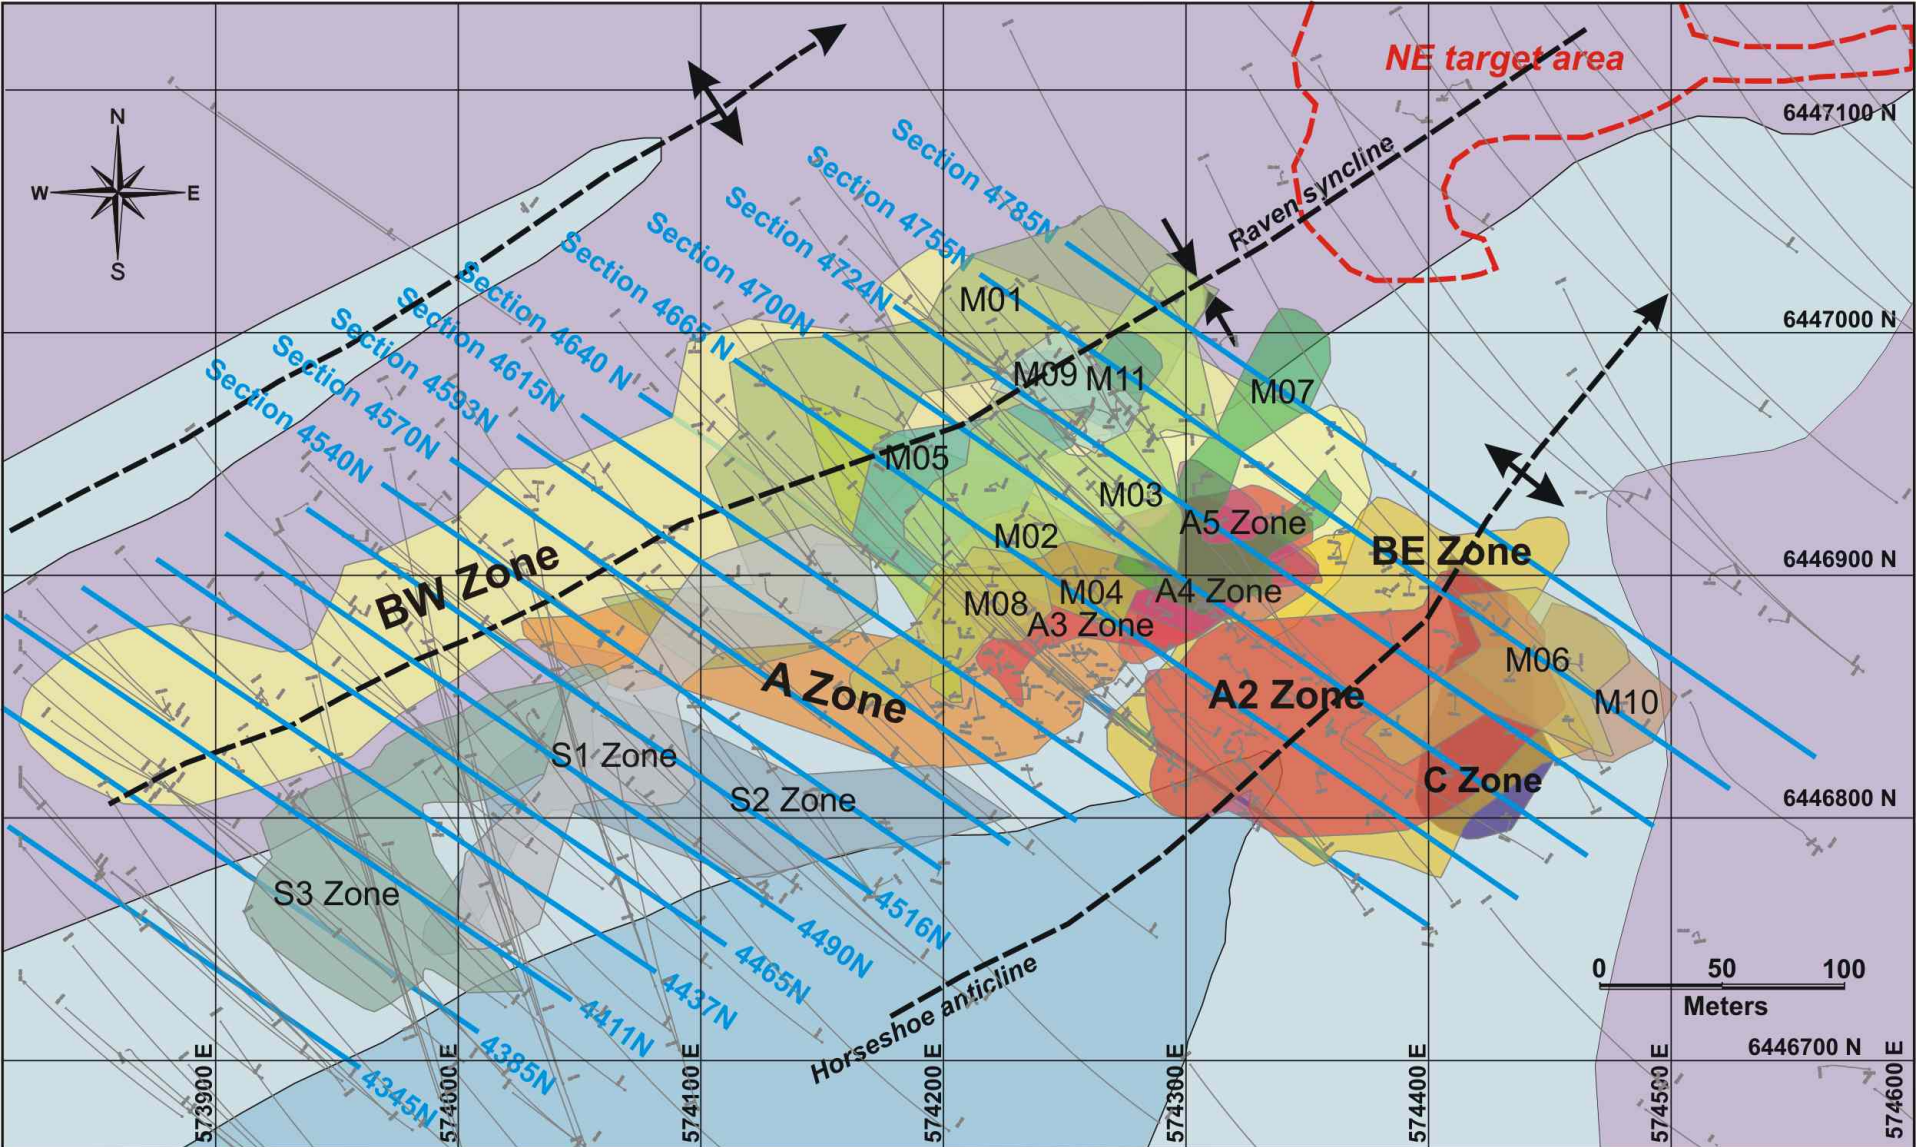 NE target area
6447100 N
N
W
E
S
Raven syncline
Section 4785N
Section 4755N
Section 4724N
Section 4700N
Section 4665 N
Section 4640 N
Section 4615N
Section 4593N
Section 4570N
Section 4540N
M01
6447000 N
M09
M11
M07
M05
M03
M02
A5 Zone
BE Zone
6446900 N
BW Zone
M08
M04
A4 Zone
A3 Zone
M06
A Zone
A2 Zone
M10
S1 Zone
S2 Zone
C Zone
6446800 N
S3 Zone
4516N
4490N
4465N
4437N
4411N
4385N
4345N
Horseshoe anticline
0 50 100
Meters
6446700 N
573900 E
574000 E
574100 E
574200 E
574300 E
574400 E
574500 E
574600 E